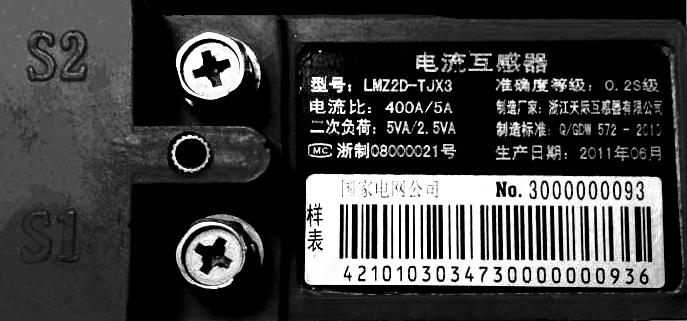 S2
电流互感器
型号: LMZ2D-TJX3 准确度等级: 0.2S级
电流比: 400A/5A 制造厂家: 浙江天际互感器有限公司
二次负荷: 5VA/2.5VA 制造标准: Q/GDW 572-2010
MC 浙制08000021号 生产日期: 2011年06月
国家电网公司 No. 3000000093
样表
4210103034730000000936
S1